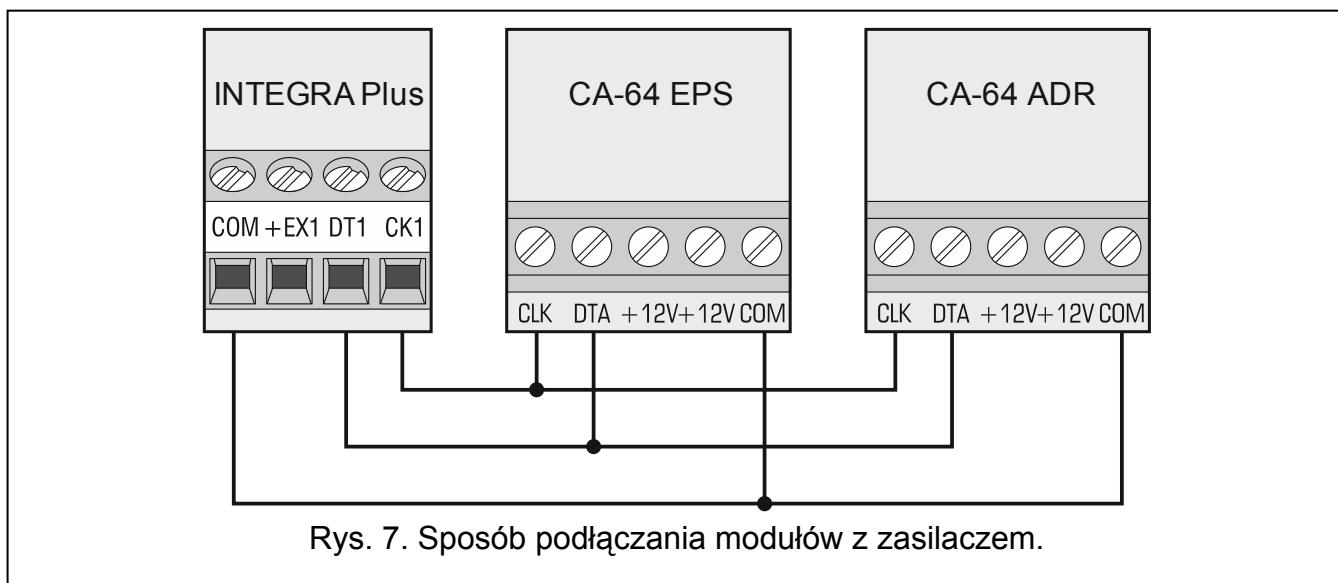 INTEGRA Plus
CA-64 EPS
CA-64 ADR
COM +EX1 DT1 CK1
CLK DTA +12V +12V COM
CLK DTA +12V +12V COM
Rys. 7. Sposób podłączania modułów z zasilaczem.